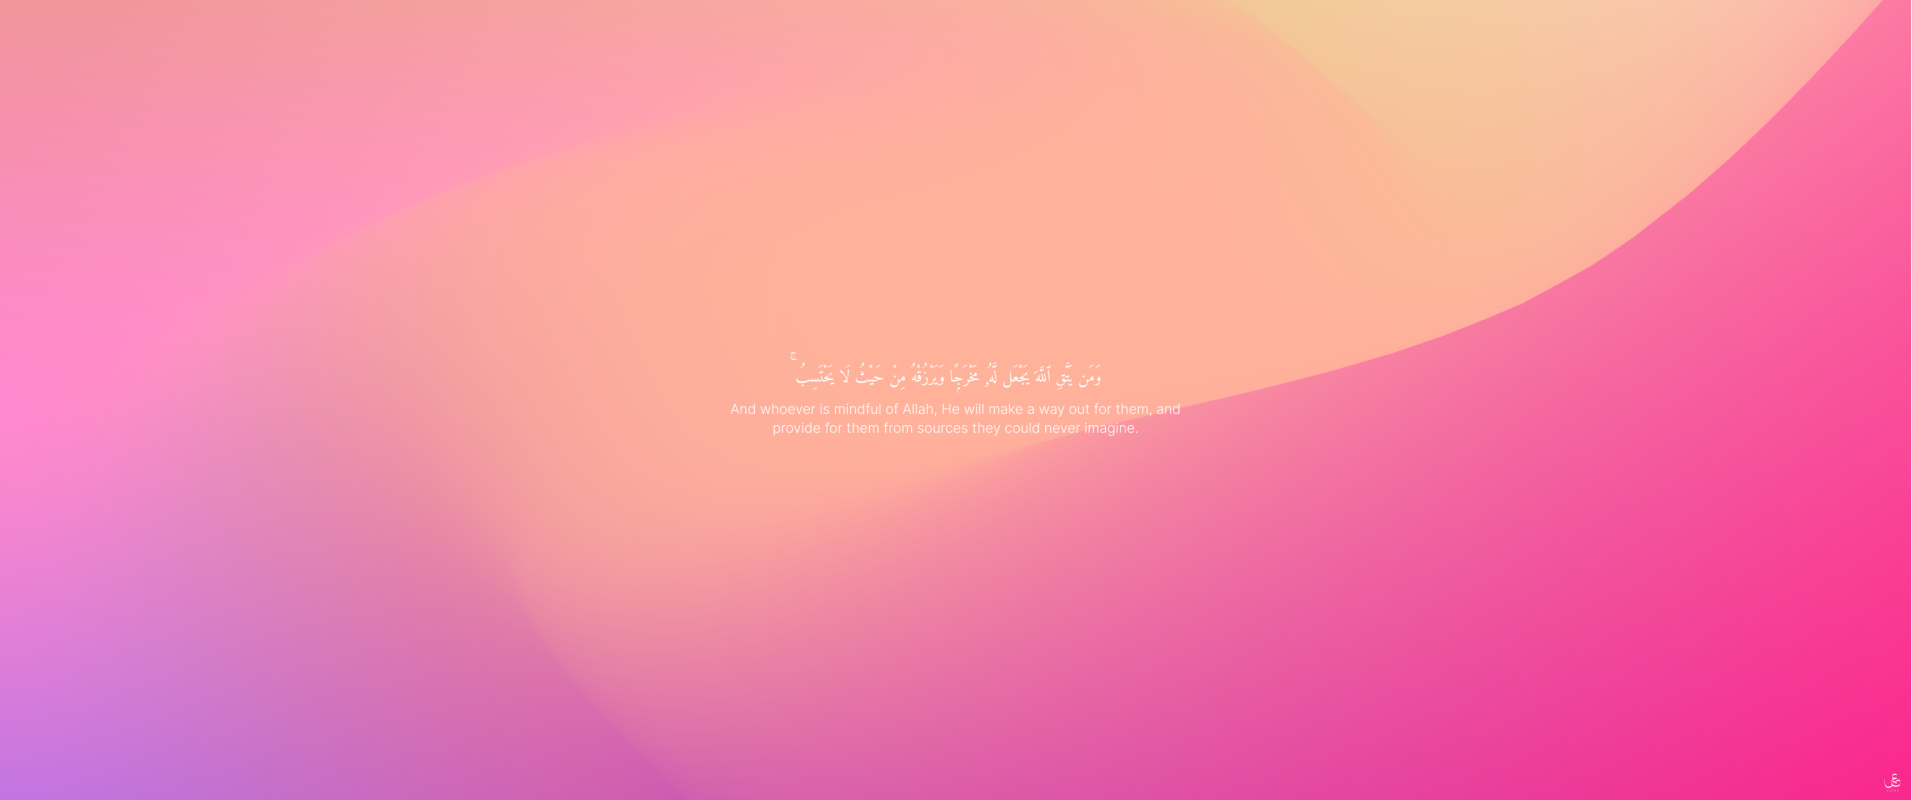 وَمَن يَتَّقِ ٱللَّهَ يَجْعَل لَّهُۥ مَخْرَجًا وَيَرْزُقْهُ مِنْ حَيْثُ لَا يَحْتَسِبُ ۚ
And whoever is mindful of Allah, He will make a way out for them, and
provide for them from sources they could never imagine.